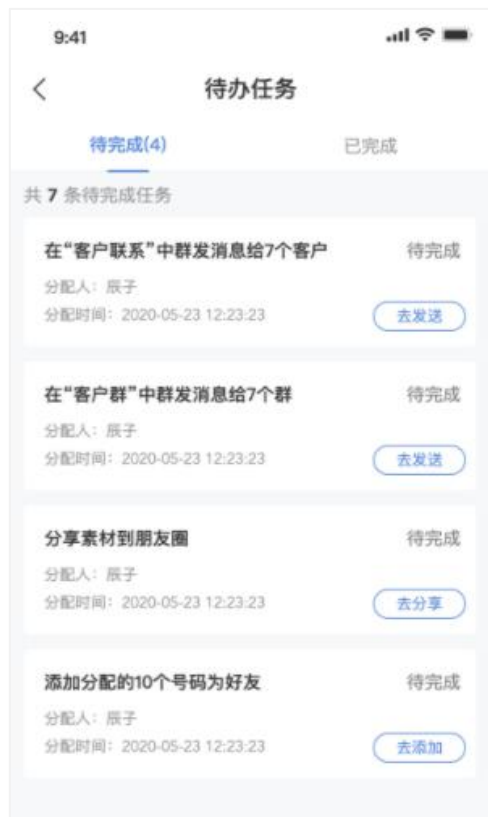 9:41
待办任务
待完成(4)
已完成
共 7 条待完成任务
在“客户联系”中群发消息给7个客户
待完成
分配人：辰子
分配时间：2020-05-23 12:23:23
去发送
在“客户群”中群发消息给7个群
待完成
分配人：辰子
分配时间：2020-05-23 12:23:23
去发送
分享素材到朋友圈
待完成
分配人：辰子
分配时间：2020-05-23 12:23:23
去分享
添加分配的10个号码为好友
待完成
分配人：辰子
分配时间：2020-05-23 12:23:23
去添加